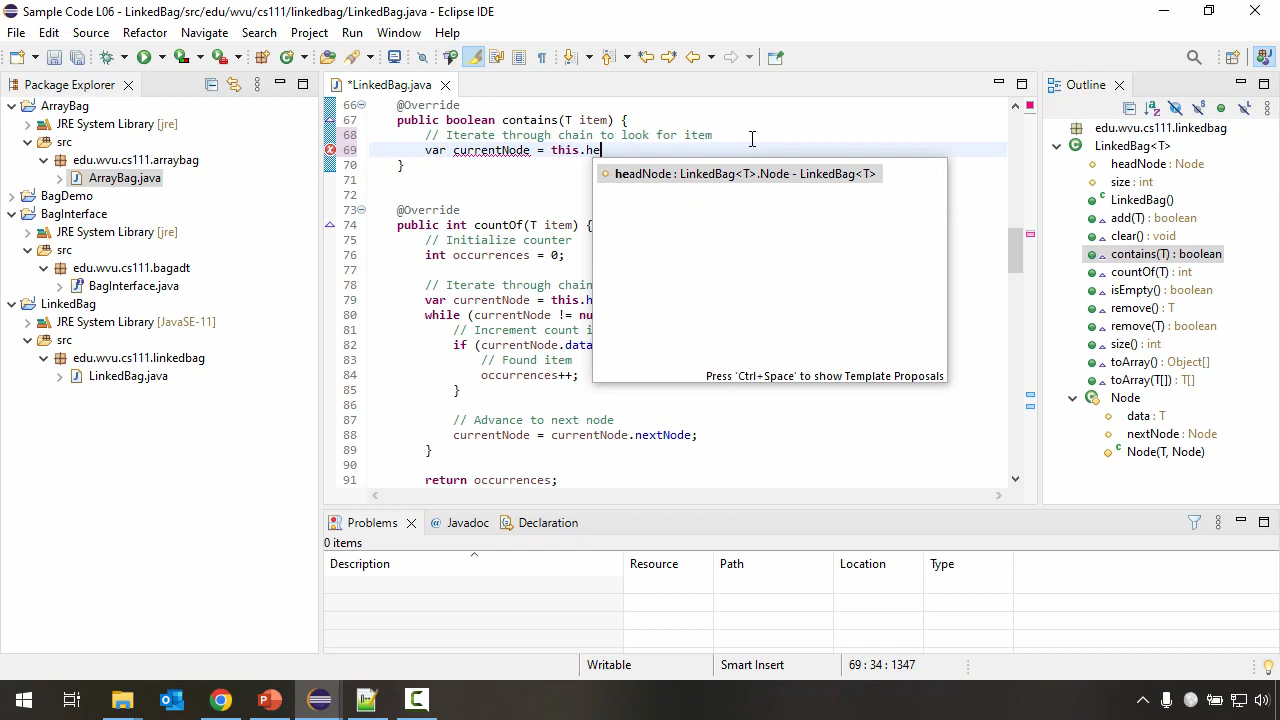 Sample Code L06 - LinkedBag/src/edu/wvu/cs111/linkedbag/LinkedBag.java - Eclipse IDE
File Edit Source Refactor Navigate Search Project Run Window Help
Package Explorer
ArrayBag
JRE System Library [jre]
src
edu.wvu.cs111.arraybag
ArrayBag.java
BagDemo
BagInterface
JRE System Library [jre]
src
edu.wvu.cs111.bagadt
BagInterface.java
LinkedBag
JRE System Library [JavaSE-11]
src
edu.wvu.cs111.linkedbag
LinkedBag.java
*LinkedBag.java
66 @Override
67 public boolean contains(T item) {
68 // Iterate through chain to look for item
69 var currentNode = this.he
70 }
71
72
73 @Override
74 public int countOf(T item) {
75 // Initialize counter
76 int occurrences = 0;
77
78 // Iterate through chain
79 var currentNode = this.h
80 while (currentNode != nu
81 // Increment count i
82 if (currentNode.data
83 // Found item
84 occurrences++;
85 }
86
87 // Advance to next node
88 currentNode = currentNode.nextNode;
89 }
90
91 return occurrences;
headNode : LinkedBag<T>.Node - LinkedBag<T>
Press 'Ctrl+Space' to show Template Proposals
Outline
edu.wvu.cs111.linkedbag
LinkedBag<T>
headNode : Node
size : int
LinkedBag()
add(T) : boolean
clear() : void
contains(T) : boolean
countOf(T) : int
isEmpty() : boolean
remove() : T
remove(T) : boolean
size() : int
toArray() : Object[]
toArray(T[]) : T[]
Node
data : T
nextNode : Node
Node(T, Node)
Problems @ Javadoc Declaration
0 items
Description Resource Path Location Type
Writable Smart Insert 69 : 34 : 1347